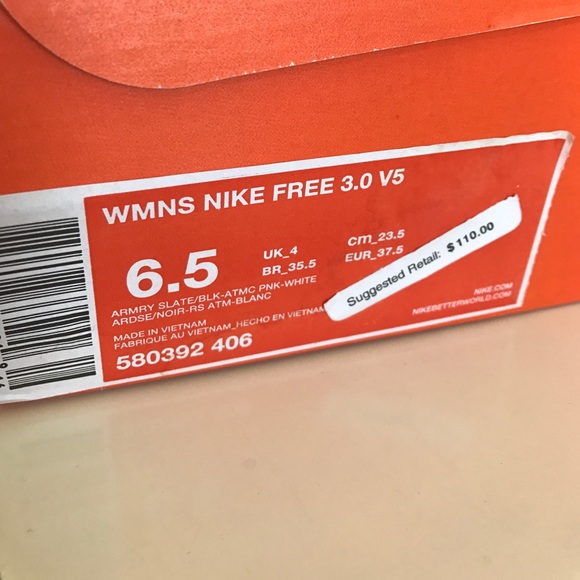 WMNS NIKE FREE 3.0 V5
6.5
UK_4
BR_35.5
cm_23.5
EUR_37.5
Suggested Retail: $110.00
ARMRY SLATE/BLK-ATMC PNK-WHITE
ARDSE/NOIR-RS ATM-BLANC
MADE IN VIETNAM
FABRIQUE AU VIETNAM_HECHO EN VIETNAM
580392 406
NIKE.COM
NIKEBETTERWORLD.COM